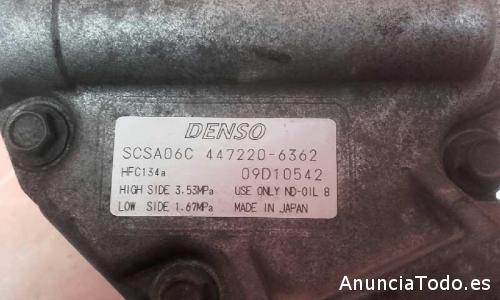 DENSO
SCSA06C 447220-6362
HFC134a 09D10542
HIGH SIDE 3.53MPa USE ONLY ND-OIL 8
LOW SIDE 1.67MPa MADE IN JAPAN
AnunciaTodo.es